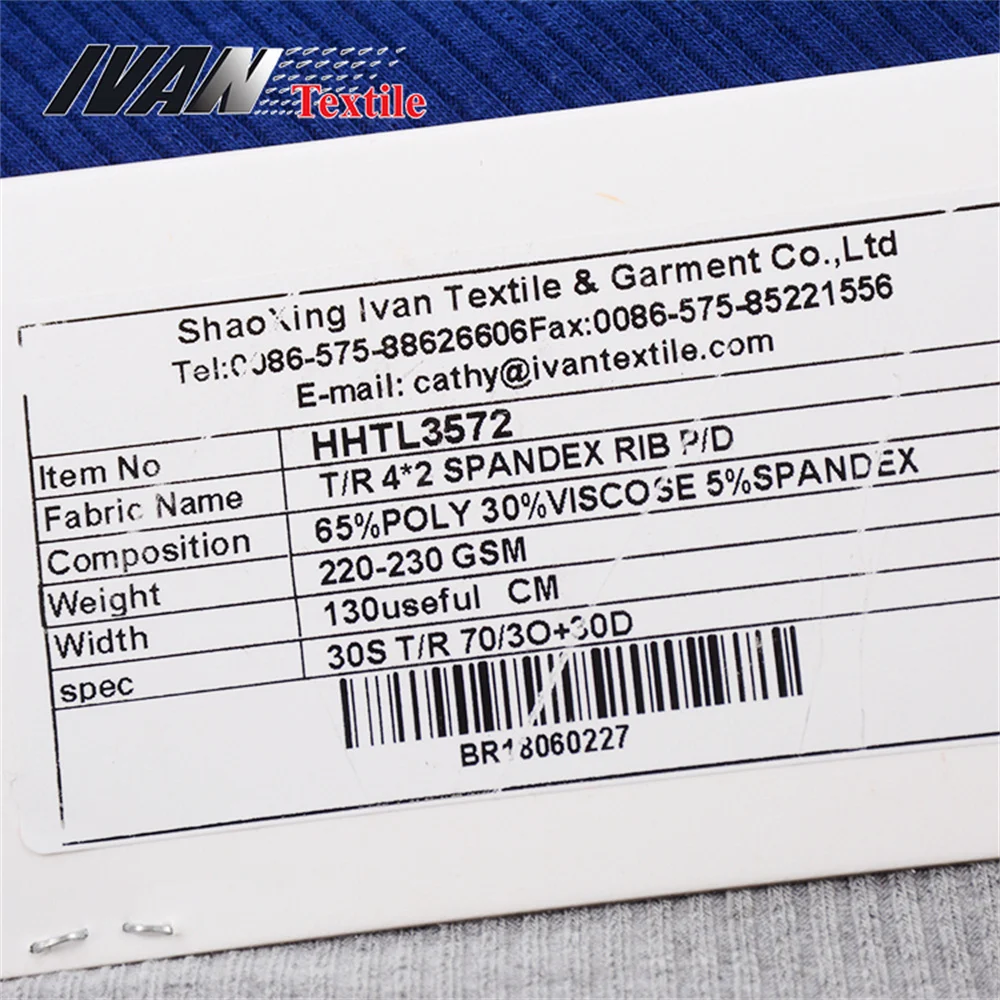 IVAN
Textile
ShaoXing Ivan Textile & Garment Co.,Ltd
Tel:0086-575-88626606Fax:0086-575-85221556
E-mail: cathy@ivantextile.com
Item No HHTL3572
Fabric Name T/R 4*2 SPANDEX RIB P/D
Composition 65%POLY 30%VISCOSE 5%SPANDEX
Weight 220-230 GSM
Width 130useful CM
spec 30S T/R 70/30+30D
BR18060227